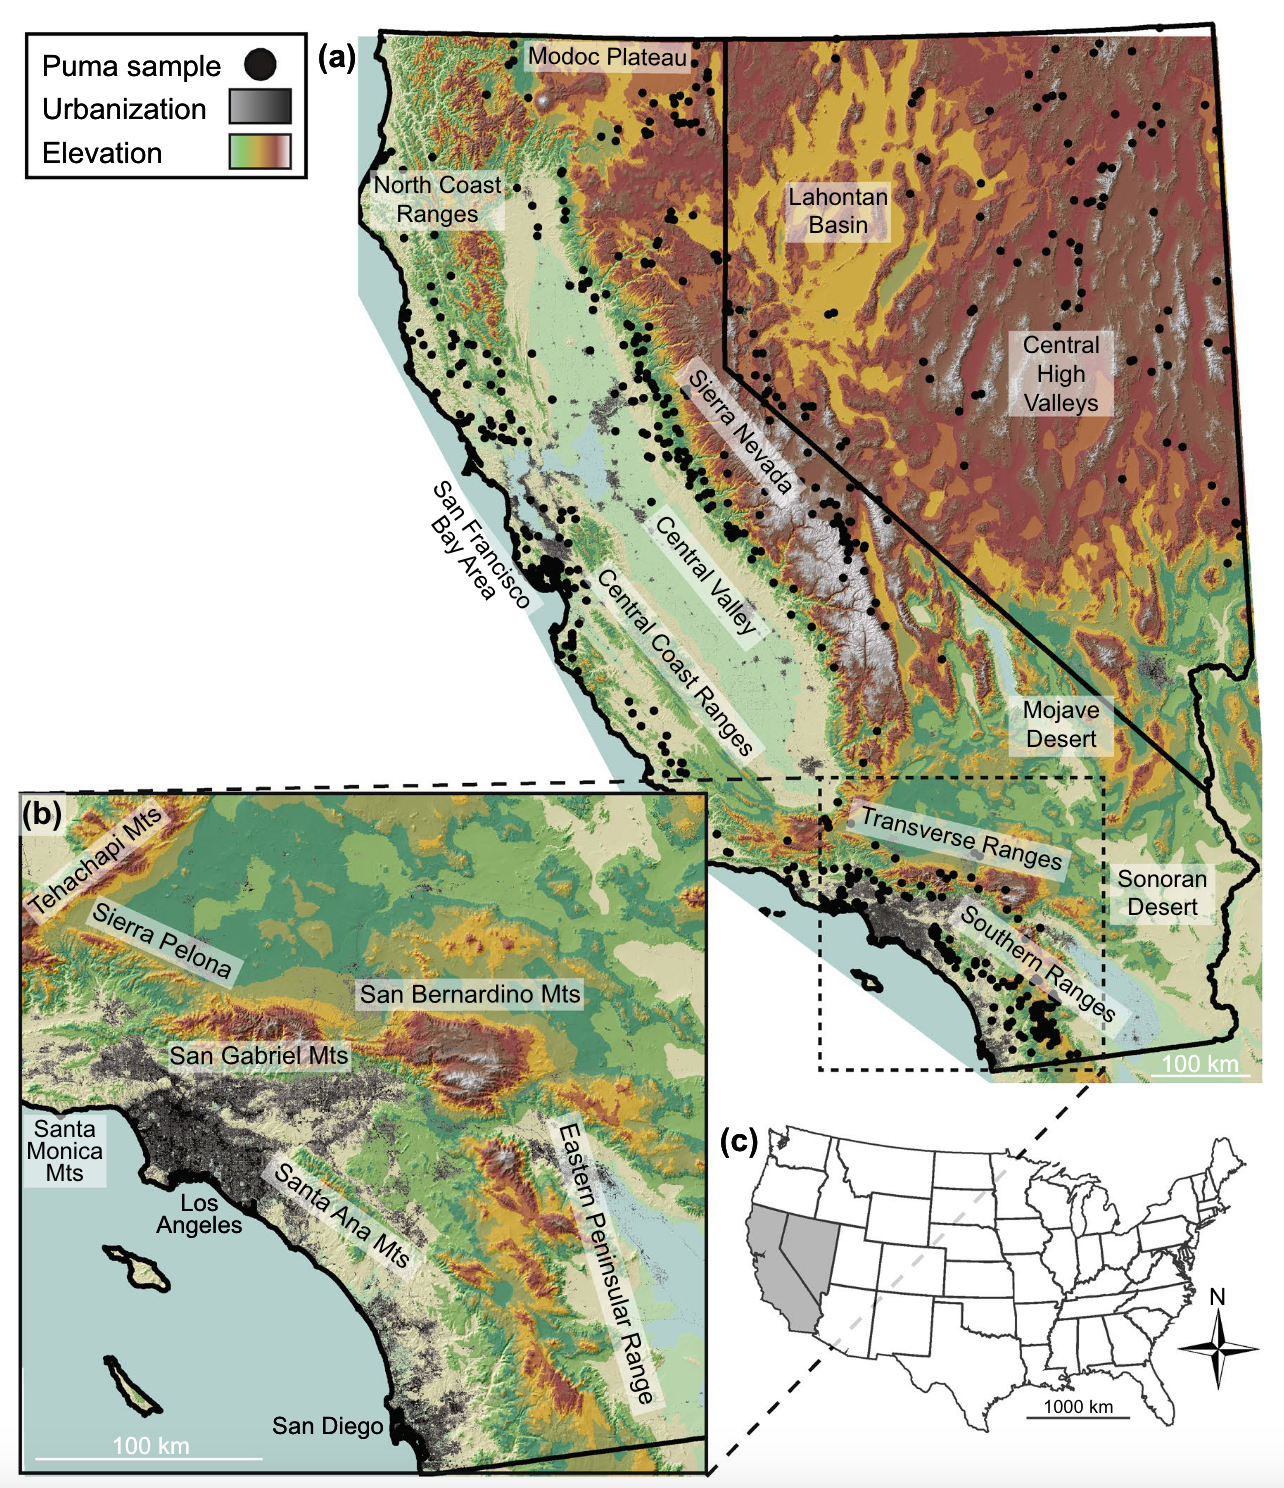 Puma sample
Urbanization
Elevation
(a)
Modoc Plateau
North Coast
Ranges
Lahontan
Basin
Central
High
Valleys
Sierra Nevada
San Francisco
Bay Area
Central Valley
Central Coast Ranges
Mojave
Desert
Transverse Ranges
Sonoran
Desert
Southern Ranges
100 km
(b)
Tehachapi Mts
Sierra Pelona
San Bernardino Mts
San Gabriel Mts
Santa
Monica
Mts
Los
Angeles
Santa Ana Mts
Eastern Peninsular Range
San Diego
100 km
(c)
N
1000 km